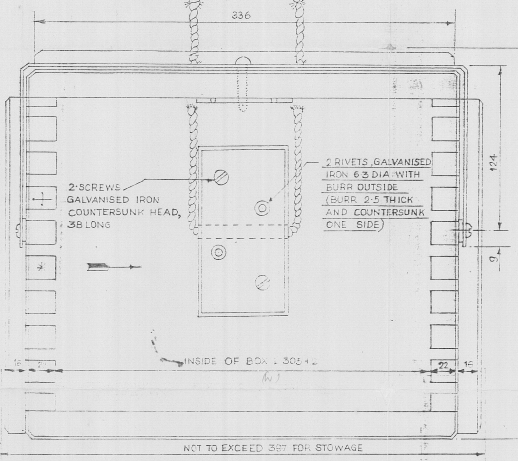 336
2·SCREWS
GALVANISED IRON
COUNTERSUNK HEAD,
38 LONG
2 RIVETS, GALVANISED
IRON 6·3 DIA: WITH
BURR OUTSIDE
(BURR 2·5 THICK
AND COUNTERSUNK
ONE SIDE)
124
9
INSIDE OF BOX
22
NOT TO EXCEED 397 FOR STOWAGE